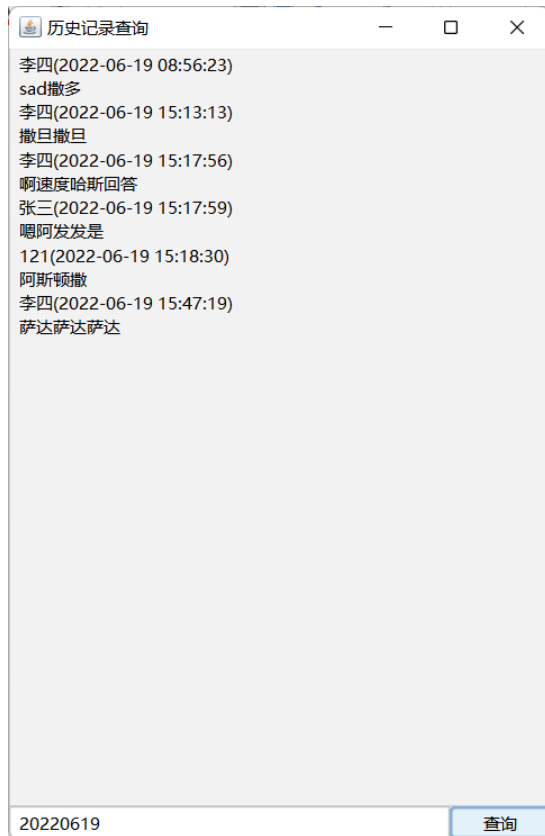 历史记录查询
李四(2022-06-19 08:56:23)
sad撒多
李四(2022-06-19 15:13:13)
撒旦撒旦
李四(2022-06-19 15:17:56)
啊速度哈斯回答
张三(2022-06-19 15:17:59)
嗯阿发发是
121(2022-06-19 15:18:30)
阿斯顿撒
李四(2022-06-19 15:47:19)
萨达萨达萨达
20220619
查询